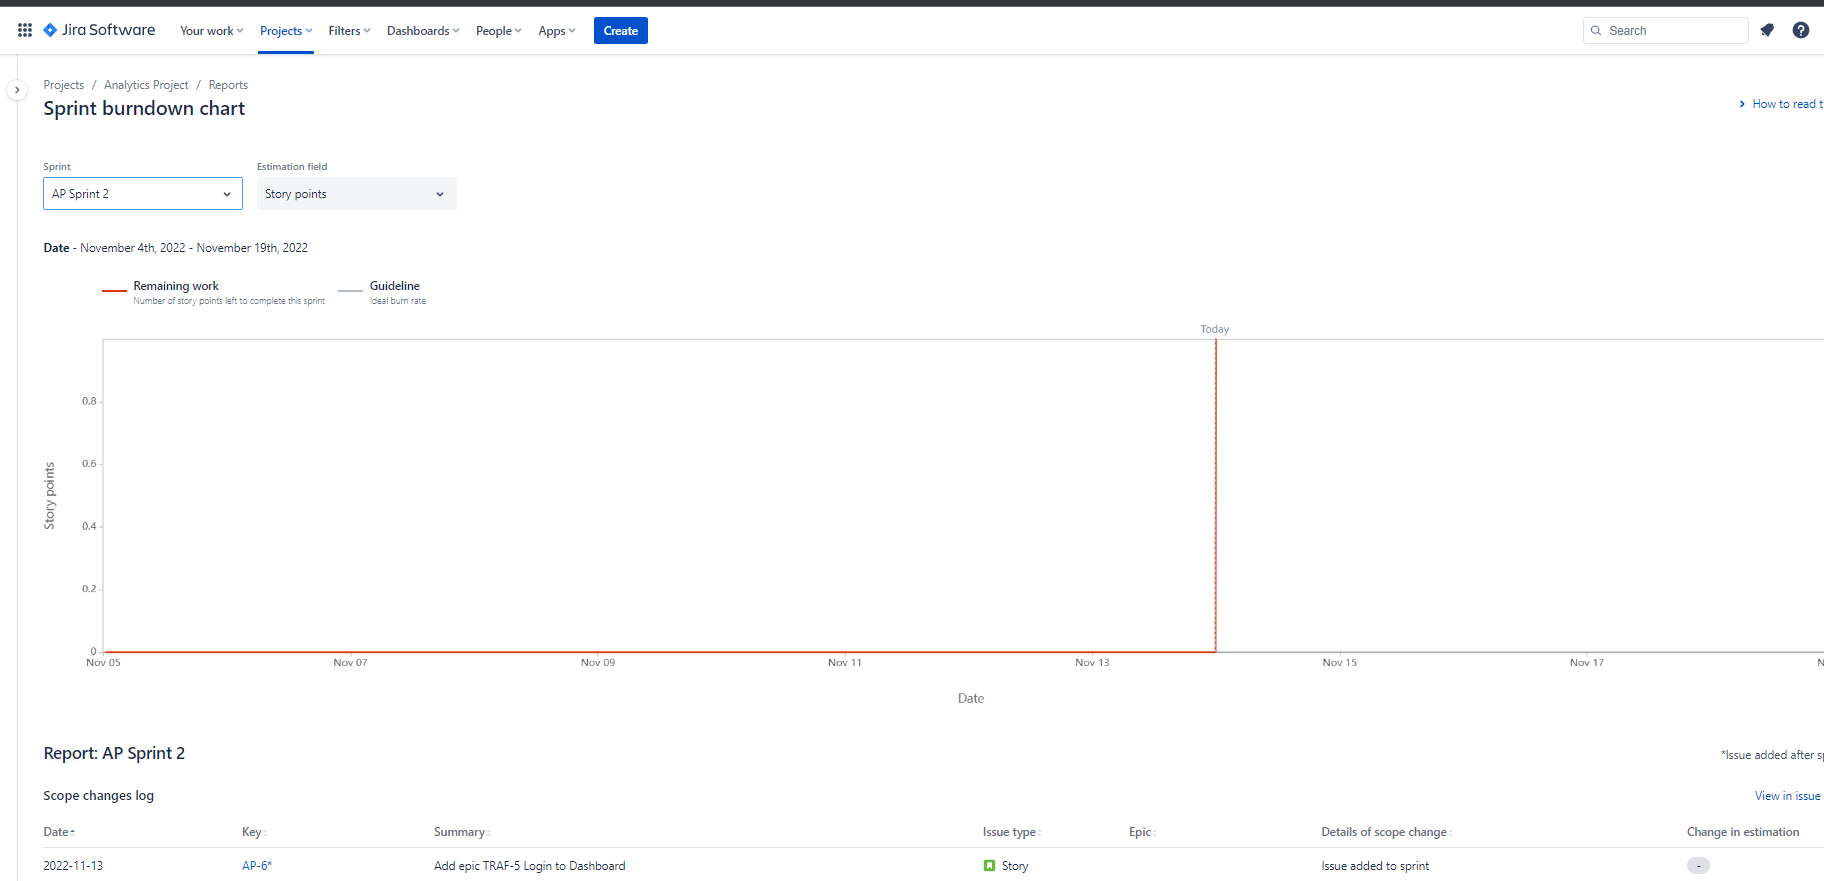 Jira Software Your work Projects Filters Dashboards People Apps Create Search
Projects / Analytics Project / Reports
Sprint burndown chart
How to read t
Sprint Estimation field
AP Sprint 2 Story points
Date - November 4th, 2022 - November 19th, 2022
Remaining work Guideline
Number of story points left to complete this sprint Ideal burn rate
Today
0.8
0.6
0.4
0.2
0
Story points
Nov 05 Nov 07 Nov 09 Nov 11 Nov 13 Nov 15 Nov 17 N
Date
Report: AP Sprint 2
*Issue added after sp
Scope changes log
View in issue
Date Key Summary Issue type Epic Details of scope change Change in estimation
2022-11-13 AP-6* Add epic TRAF-5 Login to Dashboard Story Issue added to sprint -